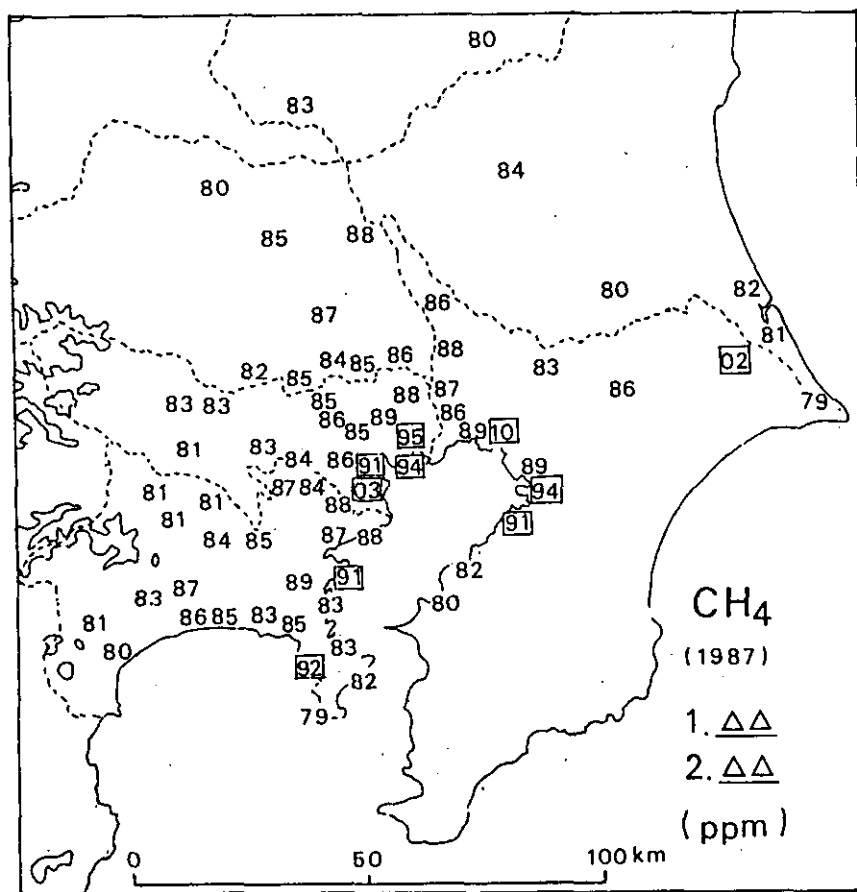 80
83
84
80
85 88
80 82
86
87 81
88 02
84 85 86 83
82 85 87 86 79
83 83 85 88
86 89 86
85 95 89 10
81 83
84 86 91 94 89
81 81 87 84 03 94
81 88 91
84 85 87 88
82
89 91
83 87 83 80 CH4
81 86 85 83 85
80 83 (1987)
92 82
79 1. △△
2. △△
(ppm)
0 50 100 km